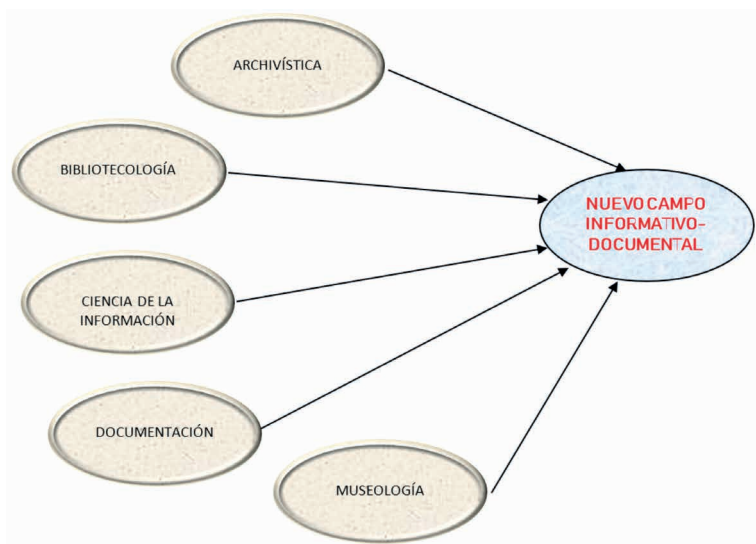 ARCHIVÍSTICA
BIBLIOTECOLOGÍA
NUEVO CAMPO
INFORMATIVO-
DOCUMENTAL
CIENCIA DE LA
INFORMACIÓN
DOCUMENTACIÓN
MUSEOLOGÍA